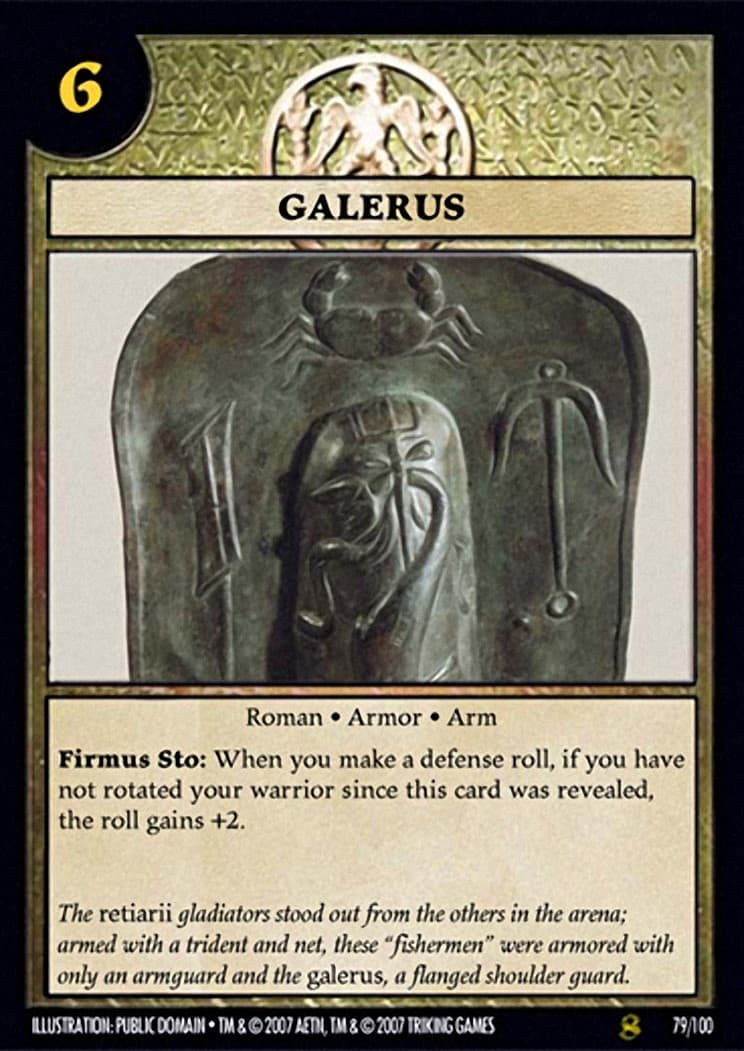 6
GALERUS
Roman • Armor • Arm
Firmus Sto: When you make a defense roll, if you have
not rotated your warrior since this card was revealed,
the roll gains +2.
The retiarii gladiators stood out from the others in the arena;
armed with a trident and net, these “fishermen” were armored with
only an armguard and the galerus, a flanged shoulder guard.
ILLUSTRATION: PUBLIC DOMAIN • TM & © 2007 AETN, TM & © 2007 TRIKING GAMES
79/100